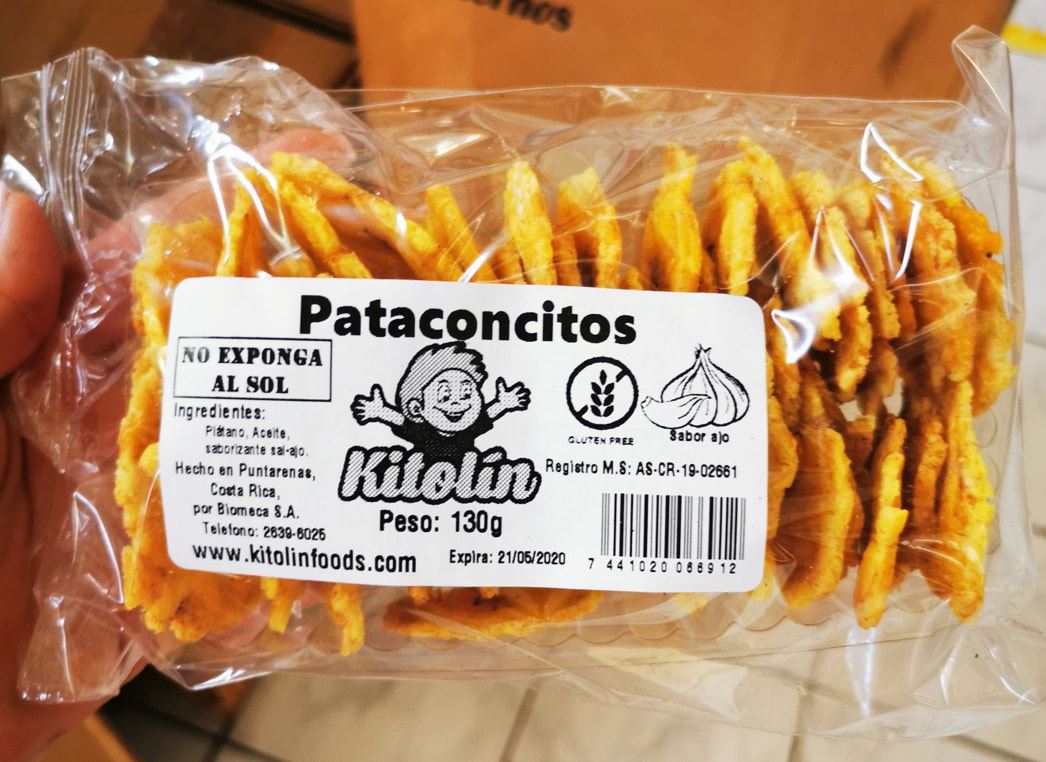 Pataconcitos
NO EXPONGA
AL SOL
Ingredientes:
Plátano, Aceite,
saborizante sal-ajo,
Hecho en Puntarenas,
Costa Rica,
por Biomeca S.A.
Telefono: 2639-6025
www.kitolinfoods.com
Kitolín
Peso: 130g
Expira: 21/05/2020
GLUTEN FREE
Sabor ajo
Registro M.S: AS-CR-19-02661
7 441020 066912